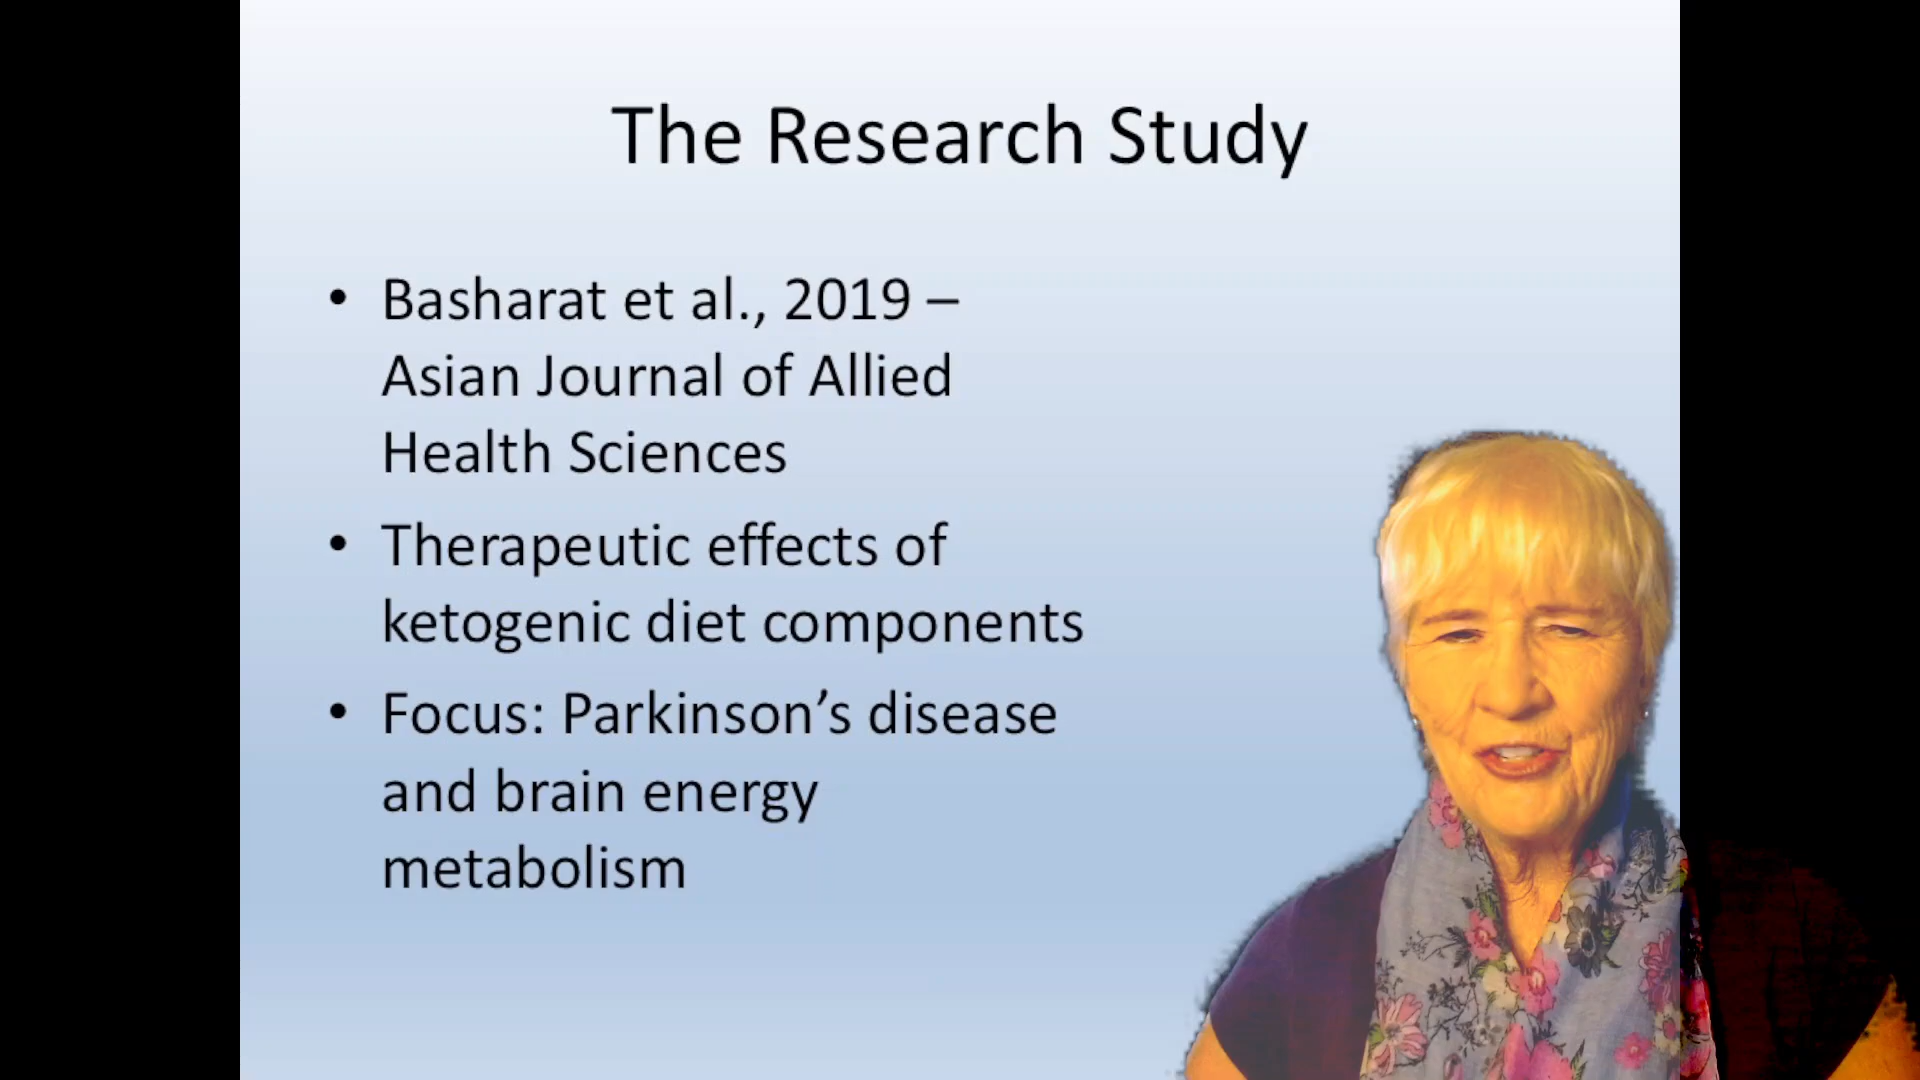 The Research Study
• Basharat et al., 2019 –
Asian Journal of Allied
Health Sciences
• Therapeutic effects of
ketogenic diet components
• Focus: Parkinson’s disease
and brain energy
metabolism